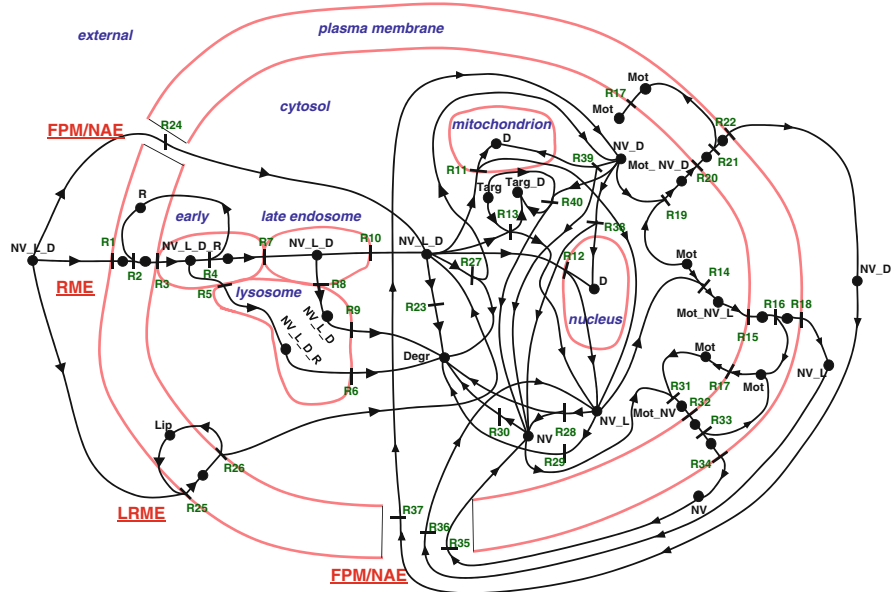 external
plasma membrane
cytosol
FPM/NAE
R24
R17
Mot
Mot
R22
R21
R20
mitochondrion
D
R11
R39
NV_D
Mot_NV_D
R19
Targ
Targ_D
R13
R40
R38
R
early
late endosome
NV_L_D
R1
R2
R3
NV_L_D_R
R4
R7
NV_L_D
R10
NV_L_D
R27
R12
D
nucleus
Mot
R14
Mot_NV_L
R15
R16
R18
NV_D
RME
R5
lysosome
R8
NV_L_D
R9
NV_L_D_R
R6
R23
Degr
Mot
R17
Mot
NV_L
R31
Mot_NV
R32
R33
R34
NV_L
R30
NV
R28
R29
Lip
R26
R25
LRME
R37
R36
R35
NV
FPM/NAE